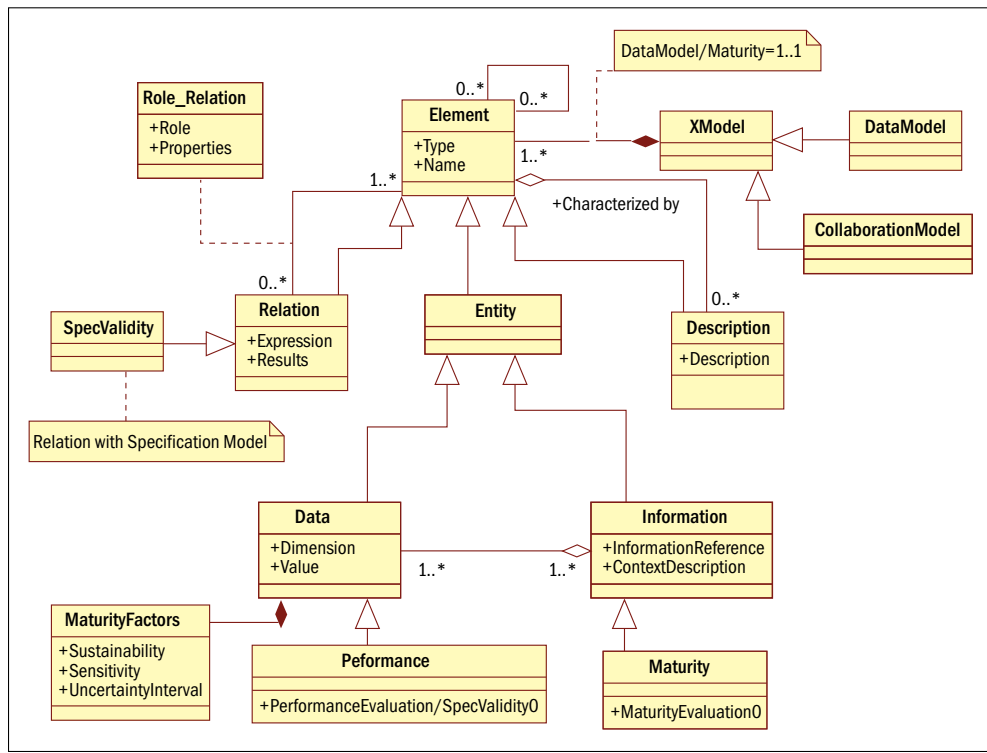 DataModel/Maturity=1..1
Role_Relation
+Role
+Properties
0..*
0..*
Element
+Type
+Name
1..*
1..*
XModel
DataModel
+Characterized by
CollaborationModel
0..*
0..*
SpecValidity
Relation
+Expression
+Results
Entity
Description
+Description
Relation with Specification Model
Data
+Dimension
+Value
Information
+InformationReference
+ContextDescription
1..*
1..*
MaturityFactors
+Sustainability
+Sensitivity
+UncertaintyInterval
Peformance
+PerformanceEvaluation/SpecValidity0
Maturity
+MaturityEvaluation0